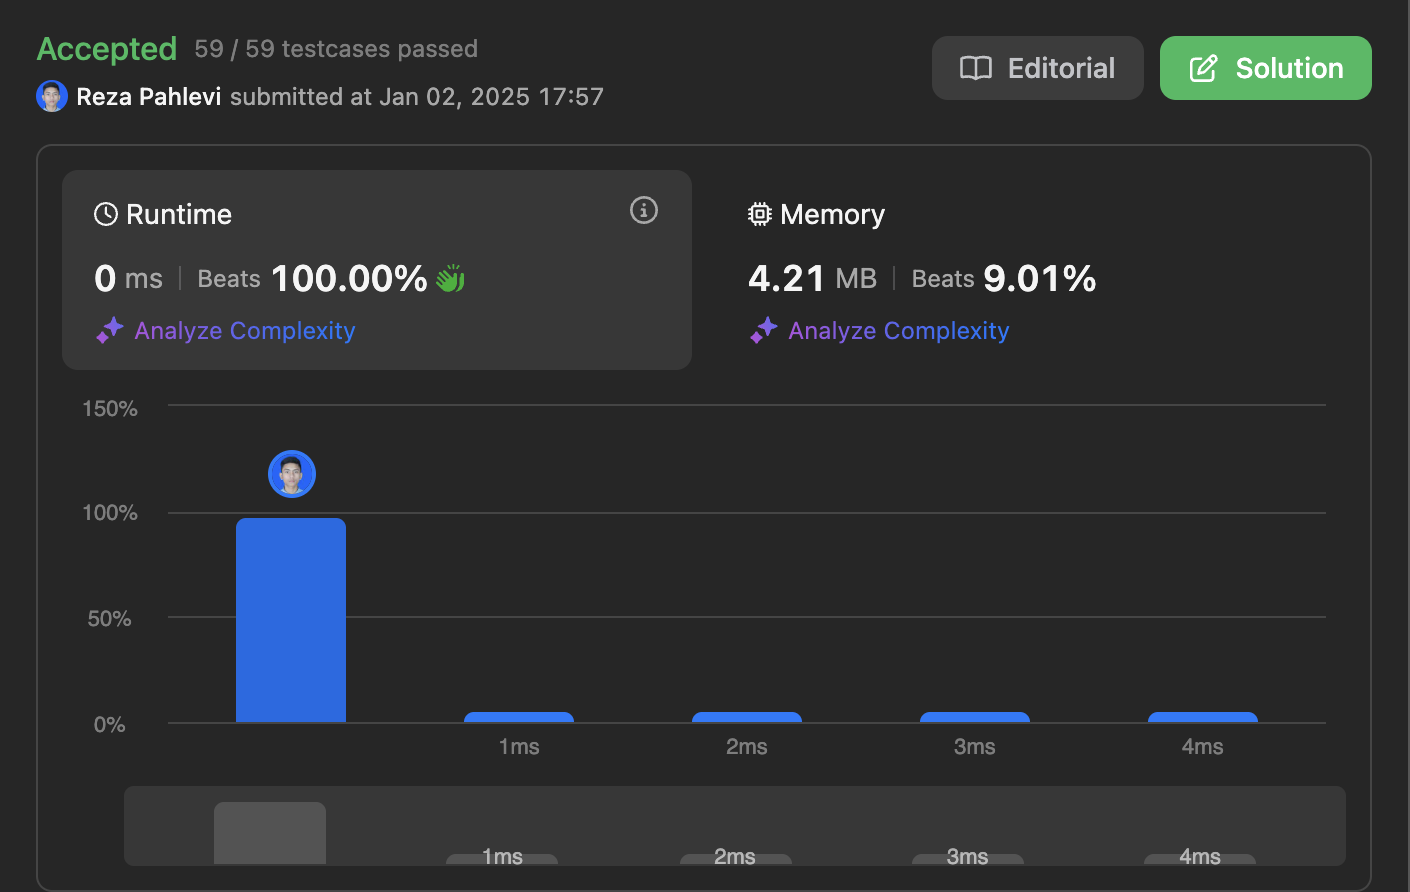 Accepted 59 / 59 testcases passed
Reza Pahlevi submitted at Jan 02, 2025 17:57
Editorial
Solution
Runtime
0 ms | Beats 100.00%
Analyze Complexity
Memory
4.21 MB | Beats 9.01%
Analyze Complexity
150%
100%
50%
0%
1ms 2ms 3ms 4ms
1ms 2ms 3ms 4ms